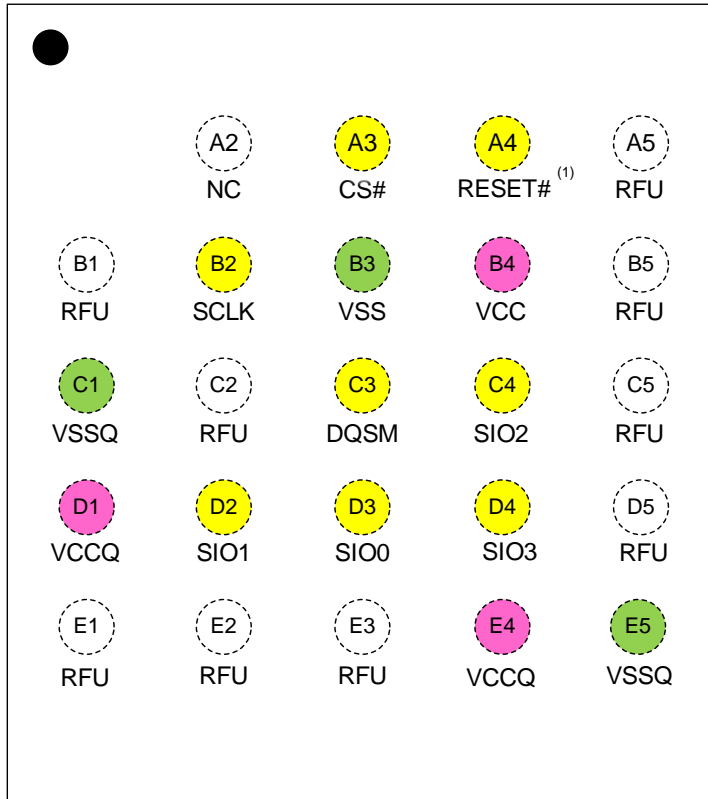 A2 A3 A4 A5
NC CS# RESET# (1) RFU
B1 B2 B3 B4 B5
RFU SCLK VSS VCC RFU
C1 C2 C3 C4 C5
VSSQ RFU DQSM SIO2 RFU
D1 D2 D3 D4 D5
VCCQ SIO1 SIO0 SIO3 RFU
E1 E2 E3 E4 E5
RFU RFU RFU VCCQ VSSQ